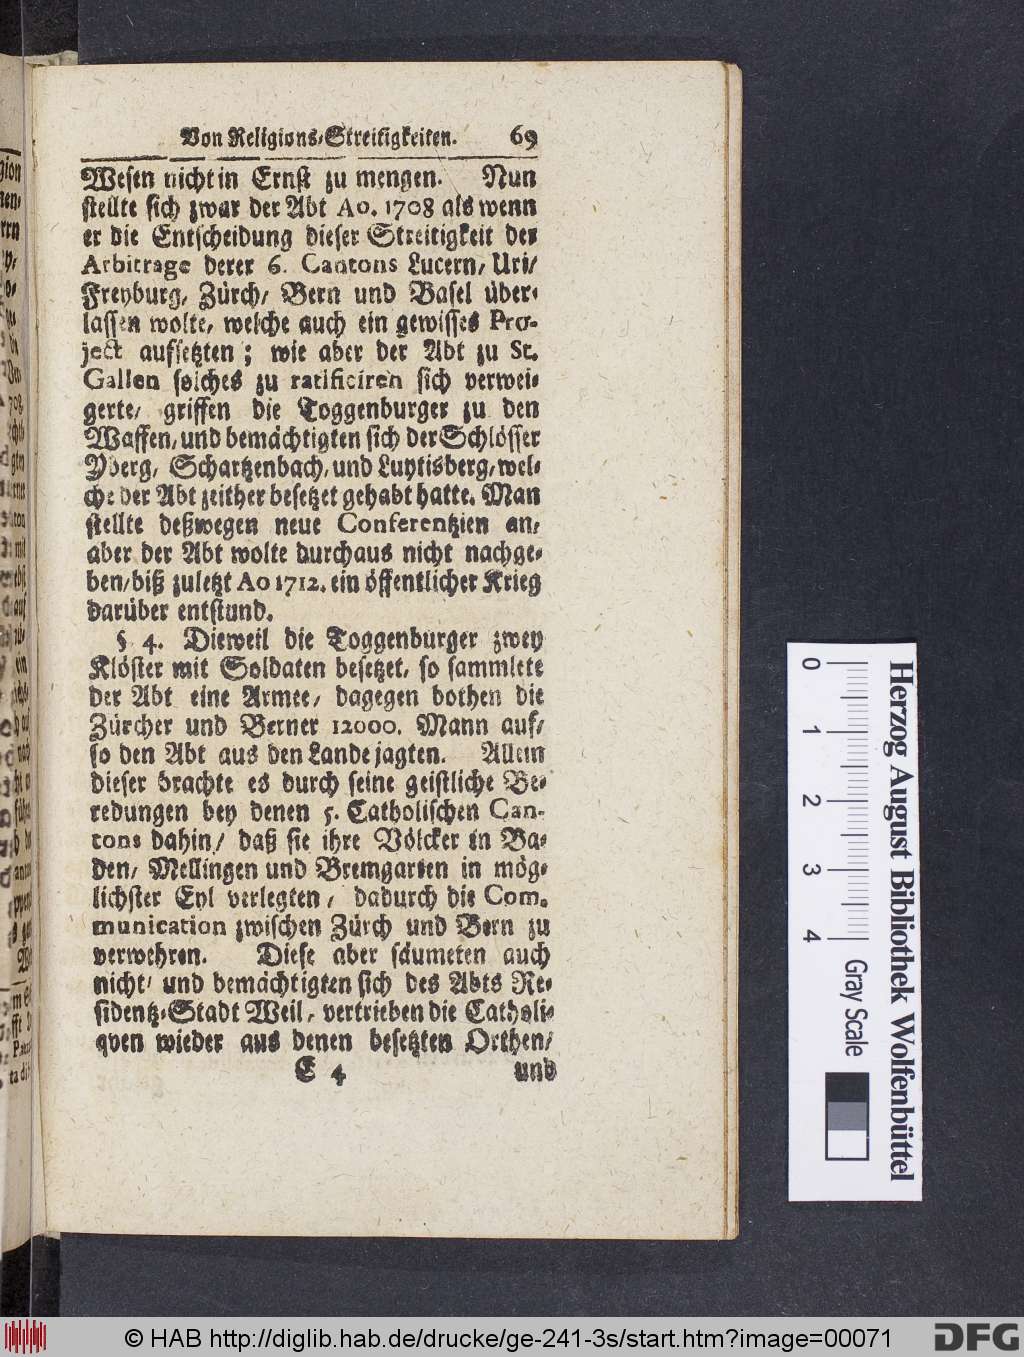 Von Religions-Streitigkeiten. 69
Wesen nicht in Ernst zu mengen. Nun
stellte sich zwar der Abt Ao. 1708 als wenn
er die Entscheidung dieser Streitigkeit der
Arbitrage derer 6. Cantons Lucern/ Uri/
Freyburg, Zürch/ Bern und Basel über-
lassen wolte, welche auch ein gewisses Pro-
ject aufsetzten; wie aber der Abt zu St.
Gallen solches zu ratificiren sich verwei-
gerte/ griffen die Toggenburger zu den
Waffen, und bemächtigten sich der Schlösser
Yberg, Schartzenbach, und Luytisberg, wel-
che der Abt zeither besetzet gehabt hatte. Man
stellte deßwegen neue Conferentzien an,
aber der Abt wolte durchaus nicht nachge-
ben/ biß zuletzt Ao 1712. ein öffentlicher Krieg
darüber entstund.
§ 4. Dieweil die Toggenburger zwey
Klöster mit Soldaten besetzet, so sammlete
der Abt eine Armee, dagegen bothen die
Zürcher und Berner 12000. Mann auf/
so den Abt aus den Lande jagten. Allein
dieser brachte es durch seine geistliche Be-
redungen bey denen 5. Catholischen Can-
tons dahin/ daß sie ihre Völcker in Ba-
den/ Mellingen und Bremgarten in mög-
lichster Eyl verlegten, dadurch die Com-
munication zwischen Zürch und Bern zu
verwehren. Diese aber säumeten auch
nicht/ und bemächtigten sich des Abts Re-
sidentz-Stadt Weil, vertrieben die Catholi-
qven wieder aus denen besetzten Orthen/
E 4 und
0 1 2 3 4
Gray Scale
Herzog August Bibliothek Wolfenbüttel
© HAB http://diglib.hab.de/drucke/ge-241-3s/start.htm?image=00071
DFG